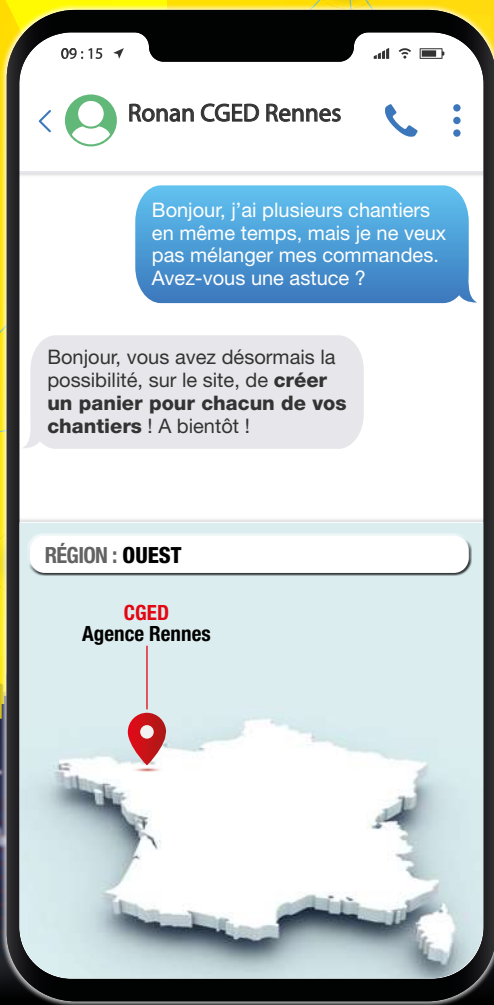 09:15
Ronan CGED Rennes
Bonjour, j’ai plusieurs chantiers
en même temps, mais je ne veux
pas mélanger mes commandes.
Avez-vous une astuce ?
Bonjour, vous avez désormais la
possibilité, sur le site, de créer
un panier pour chacun de vos
chantiers ! A bientôt !
RÉGION : OUEST
CGED
Agence Rennes